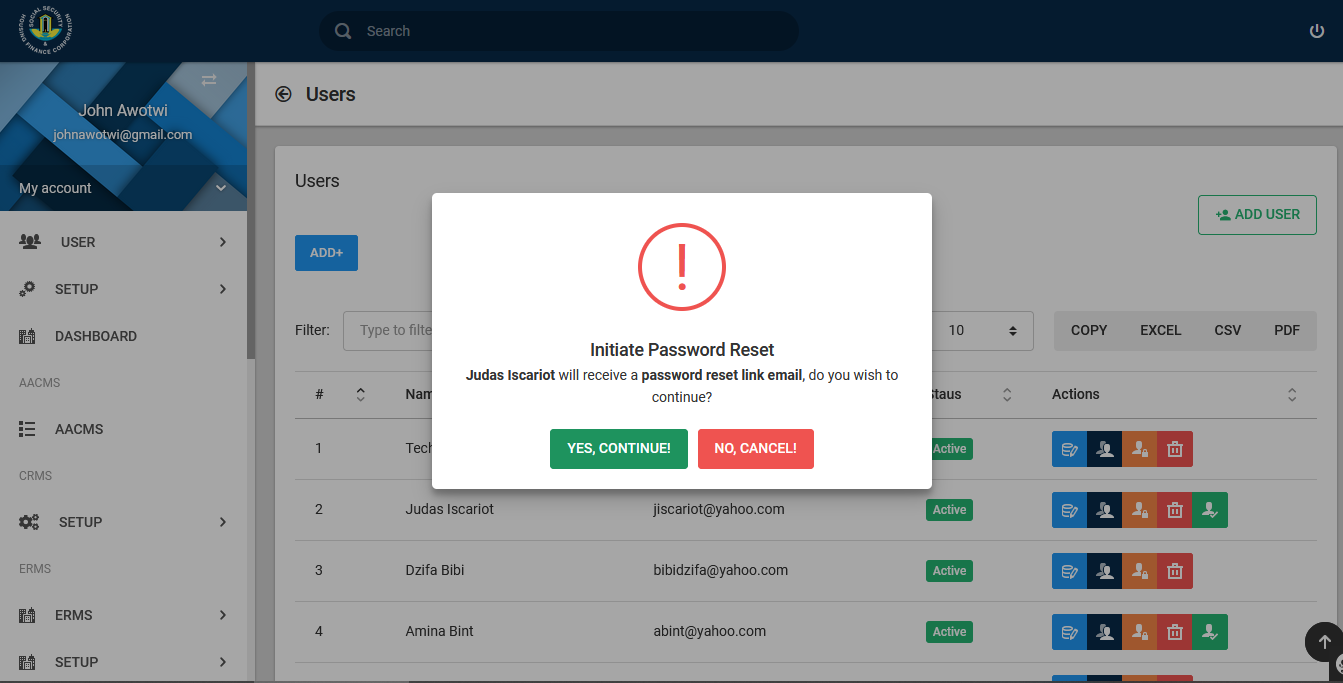 SOCIAL SECURITY
&
HOUSING FINANCE CORPORATION
Search
John Awotwi
johnawotwi@gmail.com
My account
USER
SETUP
DASHBOARD
AACMS
AACMS
CRMS
SETUP
ERMS
ERMS
SETUP
Users
Users
ADD USER
ADD+
Filter:
Type to filte
10
COPY EXCEL CSV PDF
# Nam Staus Actions
1 Tech Active
2 Judas Iscariot jiscariot@yahoo.com Active
3 Dzifa Bibi bibidzifa@yahoo.com Active
4 Amina Bint abint@yahoo.com Active
!
Initiate Password Reset
Judas Iscariot will receive a password reset link email, do you wish to
continue?
YES, CONTINUE! NO, CANCEL!